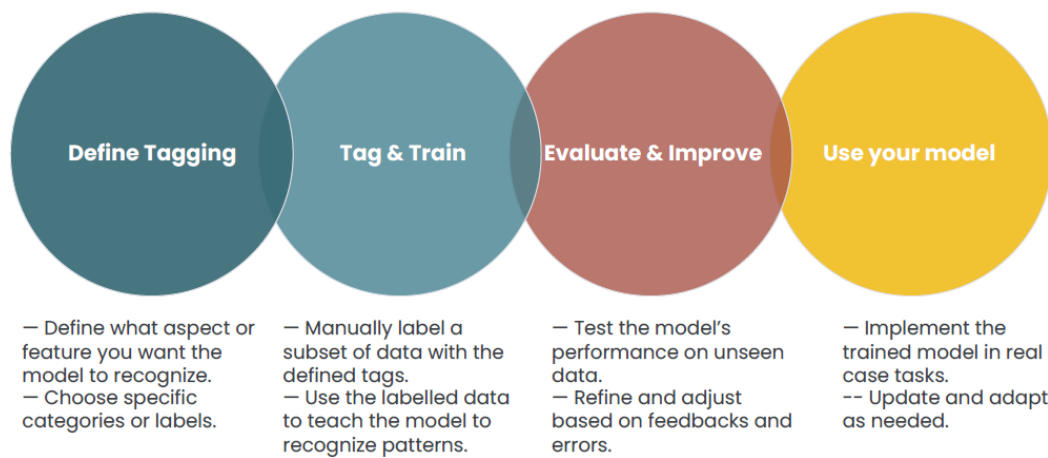 Define Tagging
Tag & Train
Evaluate & Improve
Use your model
— Define what aspect or
feature you want the
model to recognize.
— Choose specific
categories or labels.
— Manually label a
subset of data with the
defined tags.
— Use the labelled data
to teach the model to
recognize patterns.
— Test the model’s
performance on unseen
data.
— Refine and adjust
based on feedbacks and
errors.
— Implement the
trained model in real
case tasks.
-- Update and adapt
as needed.